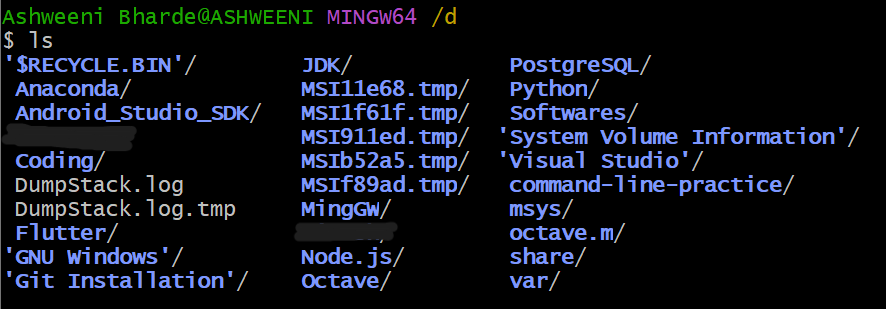 Ashweeni Bharde@ASHWEENI MINGW64 /d
$ ls
'$RECYCLE.BIN'/ JDK/ PostgreSQL/
Anaconda/ MSI11e68.tmp/ Python/
Android_Studio_SDK/ MSI1f61f.tmp/ Softwares/
MSI911ed.tmp/ 'System Volume Information'/
Coding/ MSIb52a5.tmp/ 'Visual Studio'/
DumpStack.log MSIf89ad.tmp/ command-line-practice/
DumpStack.log.tmp MingGW/ msys/
Flutter/ / octave.m/
'GNU Windows'/ Node.js/ share/
'Git Installation'/ Octave/ var/